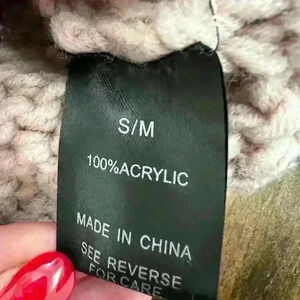 S/M
100%ACRYLIC
MADE IN CHINA
SEE REVERSE
FOR CARE